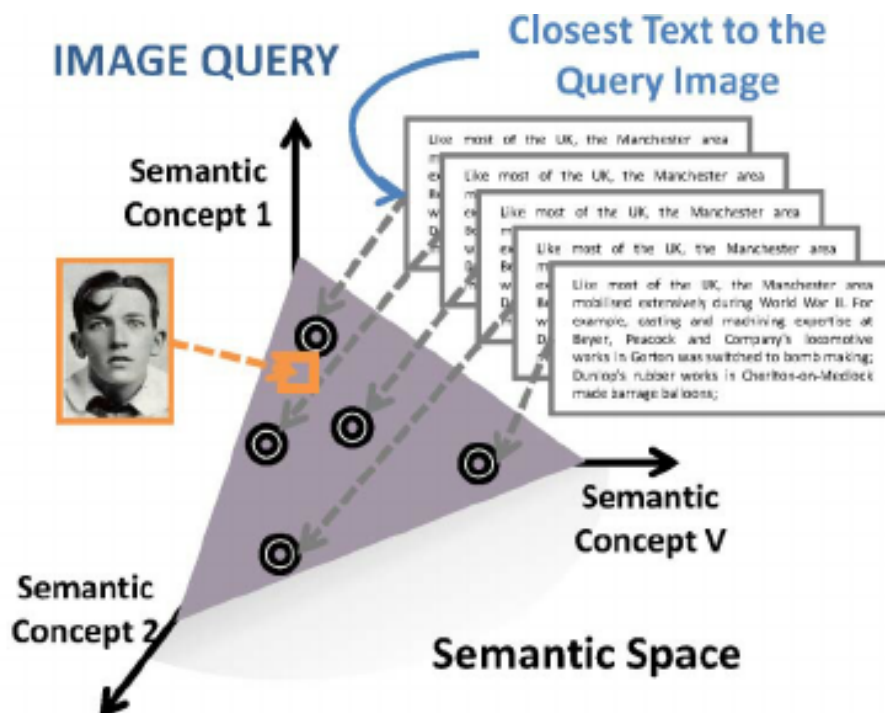 IMAGE QUERY
Closest Text to the
Query Image
Semantic
Concept 1
Like most of the UK, the Manchester area
Like most of the UK, the Manchester area
Like most of the UK, the Manchester area
Like most of the UK, the Manchester area
Like most of the UK, the Manchester area
mobilised extensively during World War II. For
example, casting and machining expertise at
Beyer, Peacock and Company's locomotive
works in Gorton was switched to bomb making;
Dunlop's rubber works in Chorlton-on-Medlock
made barrage balloons;
Semantic
Concept V
Semantic
Concept 2
Semantic Space